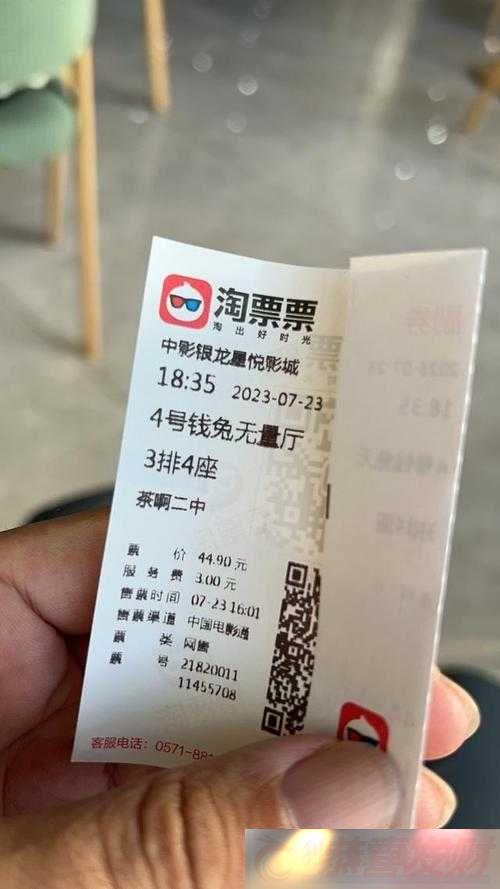 淘票票
淘出好时光
中影银龙星悦影城
18:35 2023-07-23
4号钱兔无量厅
3排4座
茶啊二中
票 价 44.90元
服务费 3.00元
售票时间 07-23 16:01
售票渠道 中国电影通
票 类 网售
票 号 21820011
11455708
客服电话：0571-88